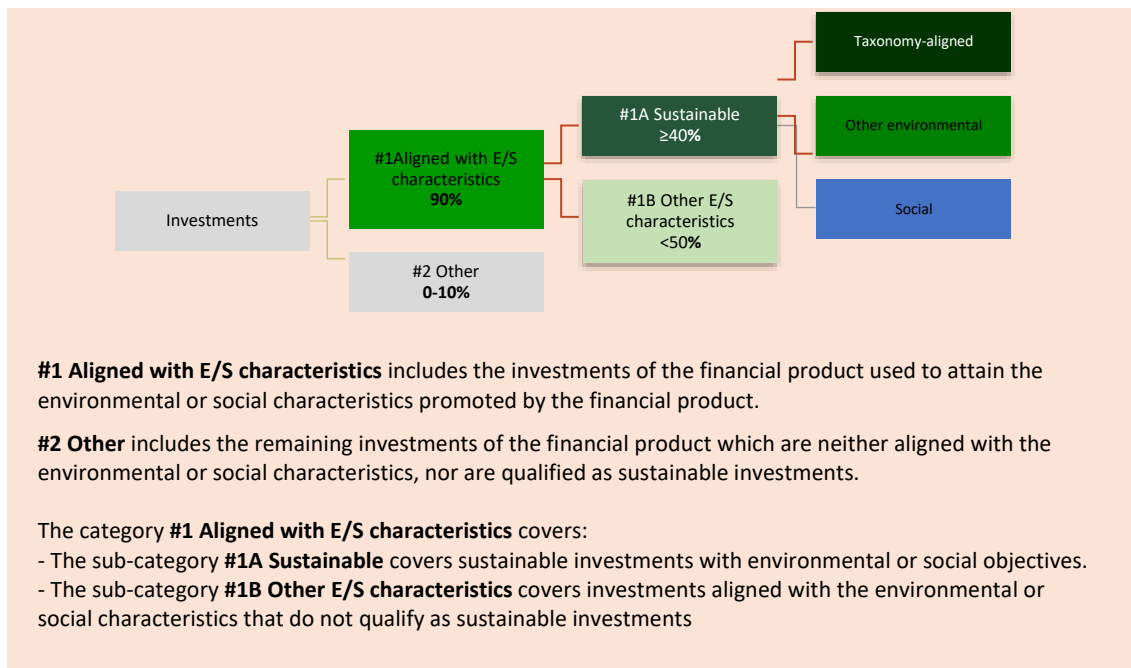 Taxonomy-aligned
#1A Sustainable
≥40%
Other environmental
#1Aligned with E/S
characteristics
90%
Investments
#1B Other E/S
characteristics
<50%
Social
#2 Other
0-10%
#1 Aligned with E/S characteristics includes the investments of the financial product used to attain the
environmental or social characteristics promoted by the financial product.
#2 Other includes the remaining investments of the financial product which are neither aligned with the
environmental or social characteristics, nor are qualified as sustainable investments.
The category #1 Aligned with E/S characteristics covers:
- The sub-category #1A Sustainable covers sustainable investments with environmental or social objectives.
- The sub-category #1B Other E/S characteristics covers investments aligned with the environmental or
social characteristics that do not qualify as sustainable investments